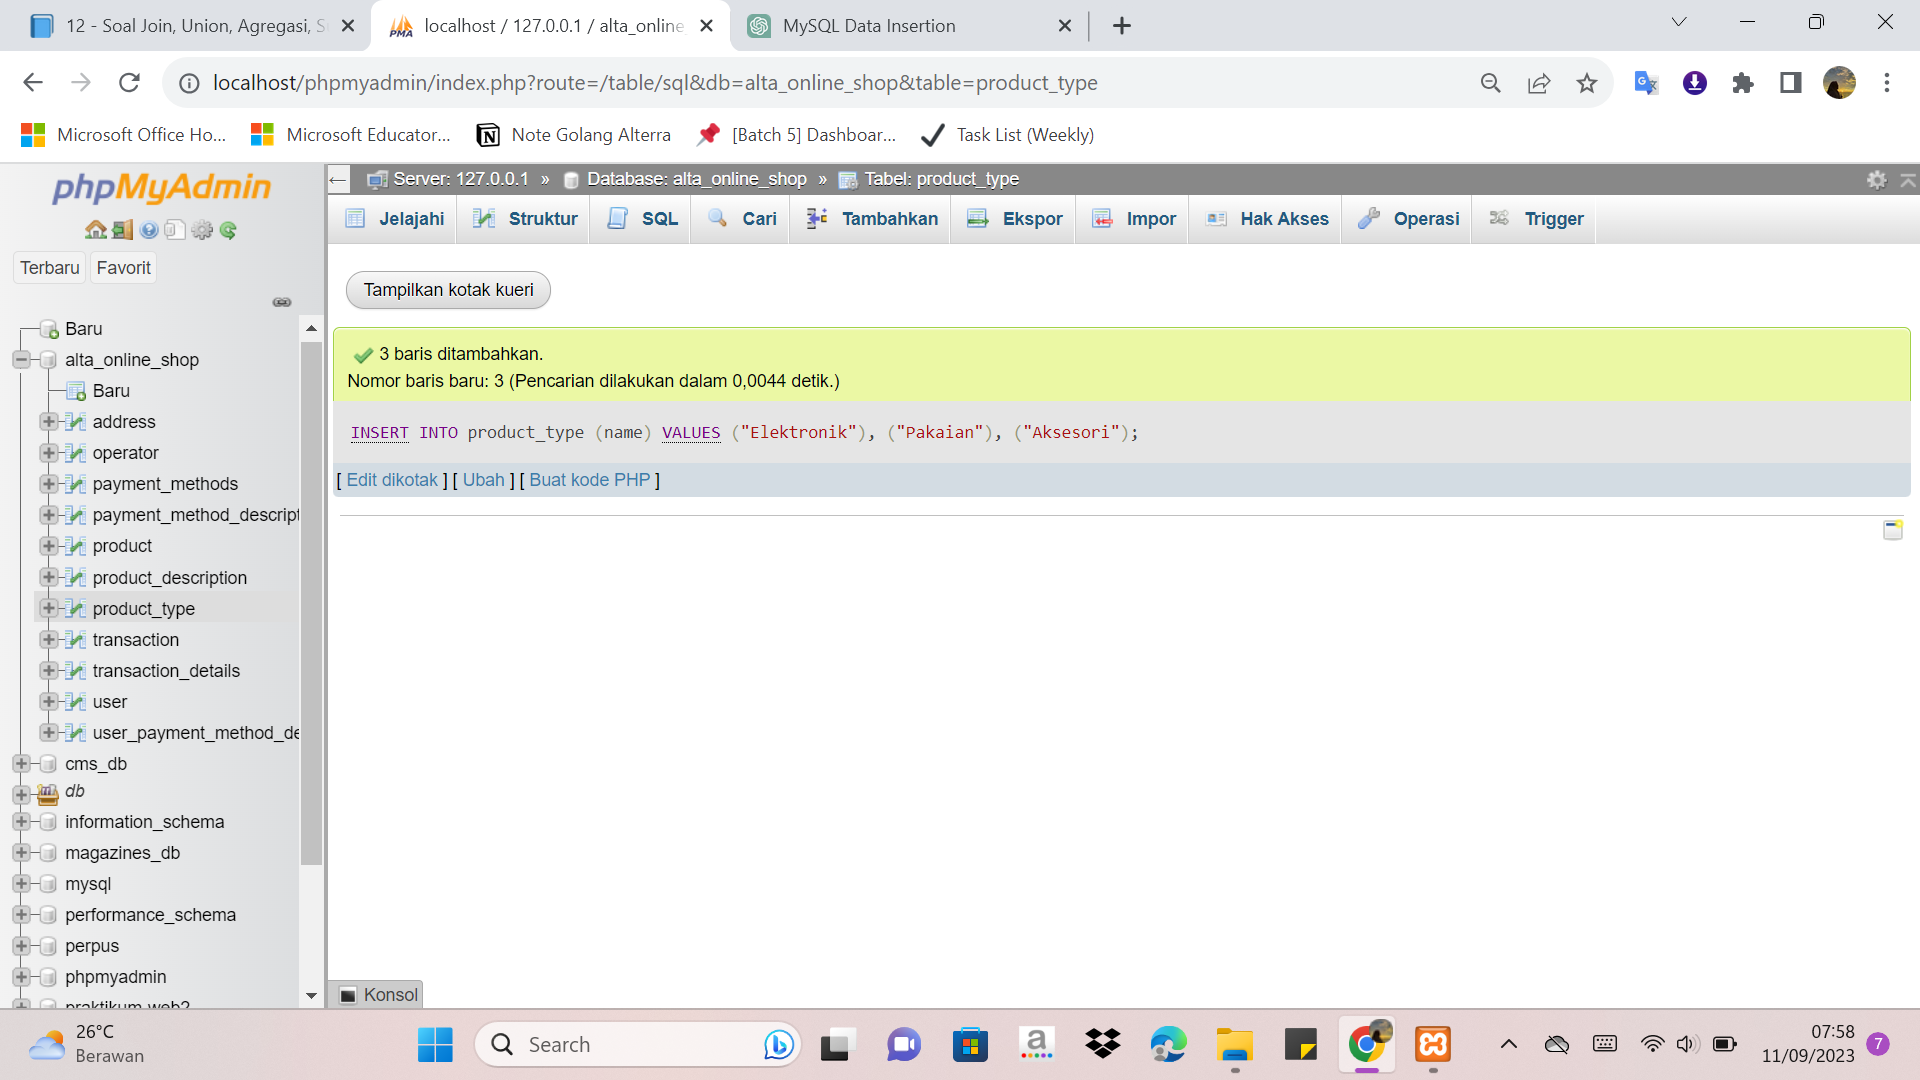 12 - Soal Join, Union, Agregasi, S
localhost / 127.0.0.1 / alta_online
MySQL Data Insertion
localhost/phpmyadmin/index.php?route=/table/sql&db=alta_online_shop&table=product_type
Microsoft Office Ho...
Microsoft Educator...
Note Golang Alterra
[Batch 5] Dashboar...
Task List (Weekly)
phpMyAdmin
Terbaru
Favorit
Baru
alta_online_shop
Baru
address
operator
payment_methods
payment_method_descript
product
product_description
product_type
transaction
transaction_details
user
user_payment_method_de
cms_db
db
information_schema
magazines_db
mysql
performance_schema
perpus
phpmyadmin
praktikum web2
Server: 127.0.0.1 » Database: alta_online_shop » Tabel: product_type
Jelajahi
Struktur
SQL
Cari
Tambahkan
Ekspor
Impor
Hak Akses
Operasi
Trigger
Tampilkan kotak kueri
3 baris ditambahkan.
Nomor baris baru: 3 (Pencarian dilakukan dalam 0,0044 detik.)
INSERT INTO product_type (name) VALUES ("Elektronik"), ("Pakaian"), ("Aksesori");
[ Edit dikotak ] [ Ubah ] [ Buat kode PHP ]
Konsol
26°C
Berawan
Search
07:58
11/09/2023
7